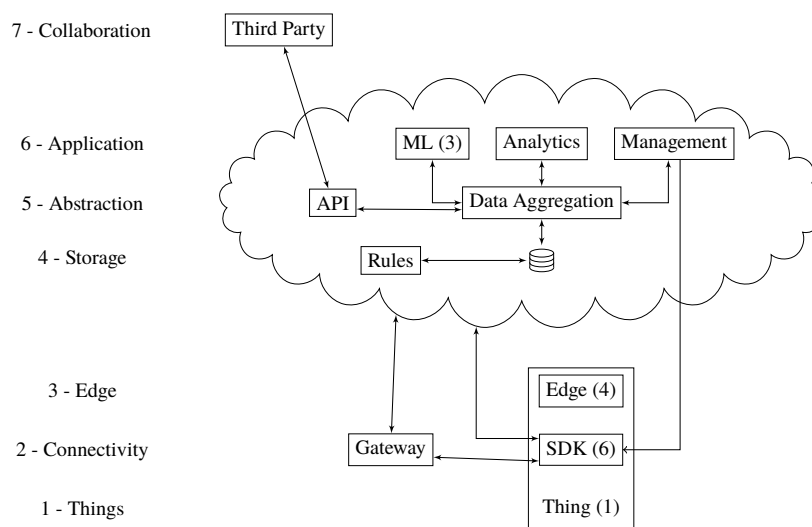 7 - Collaboration
Third Party
6 - Application
ML (3)
Analytics
Management
5 - Abstraction
API
Data Aggregation
4 - Storage
Rules
3 - Edge
Edge (4)
2 - Connectivity
Gateway
SDK (6)
1 - Things
Thing (1)